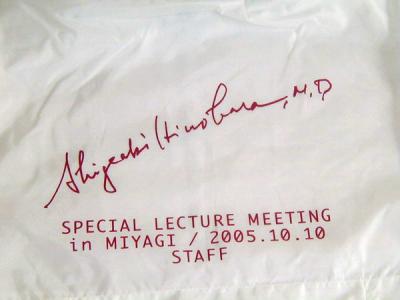 Shigeaki Hinohara, M.D
SPECIAL LECTURE MEETING
in MIYAGI / 2005.10.10
STAFF